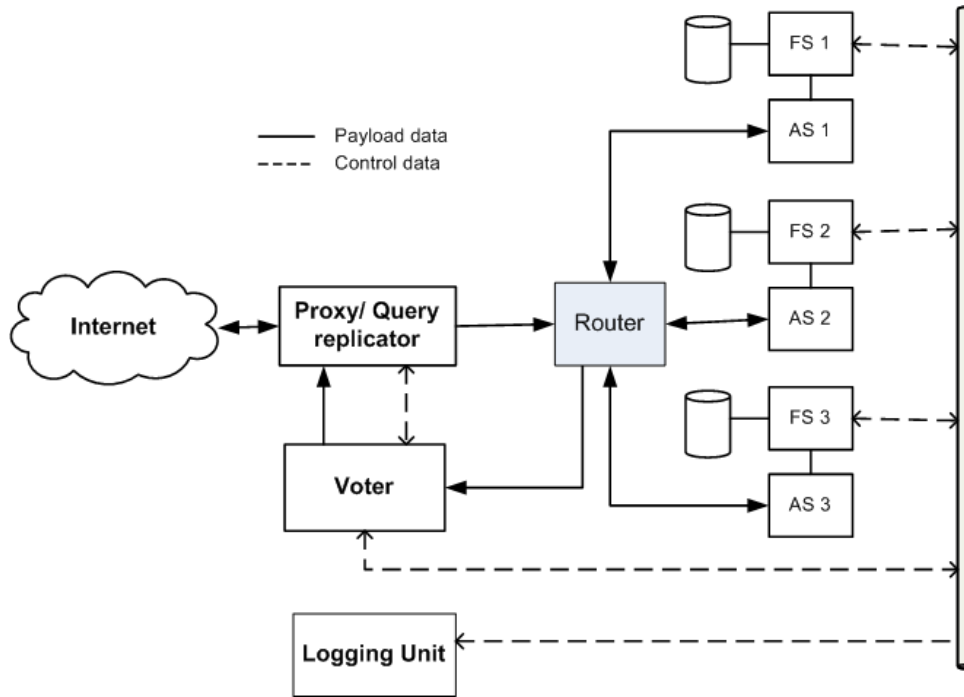 FS 1
AS 1
Payload data
Control data
FS 2
AS 2
Internet
Proxy/ Query
replicator
Router
FS 3
AS 3
Voter
Logging Unit